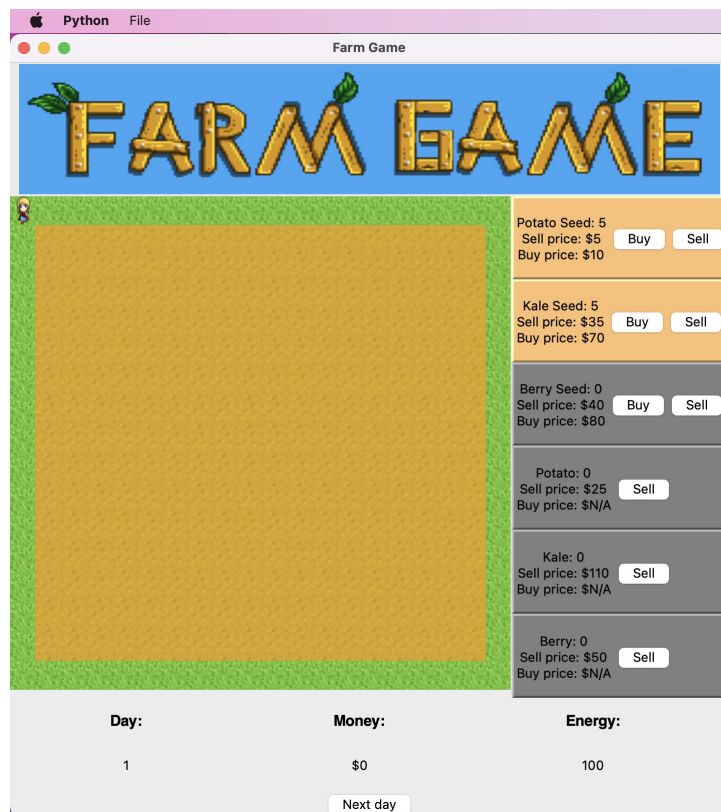 Python File
Farm Game
FARM GAME
Potato Seed: 5
Sell price: $5
Buy price: $10
Buy
Sell
Kale Seed: 5
Sell price: $35
Buy price: $70
Buy
Sell
Berry Seed: 0
Sell price: $40
Buy price: $80
Buy
Sell
Potato: 0
Sell price: $25
Buy price: $N/A
Sell
Kale: 0
Sell price: $110
Buy price: $N/A
Sell
Berry: 0
Sell price: $50
Buy price: $N/A
Sell
Day: Money: Energy:
1 $0 100
Next day